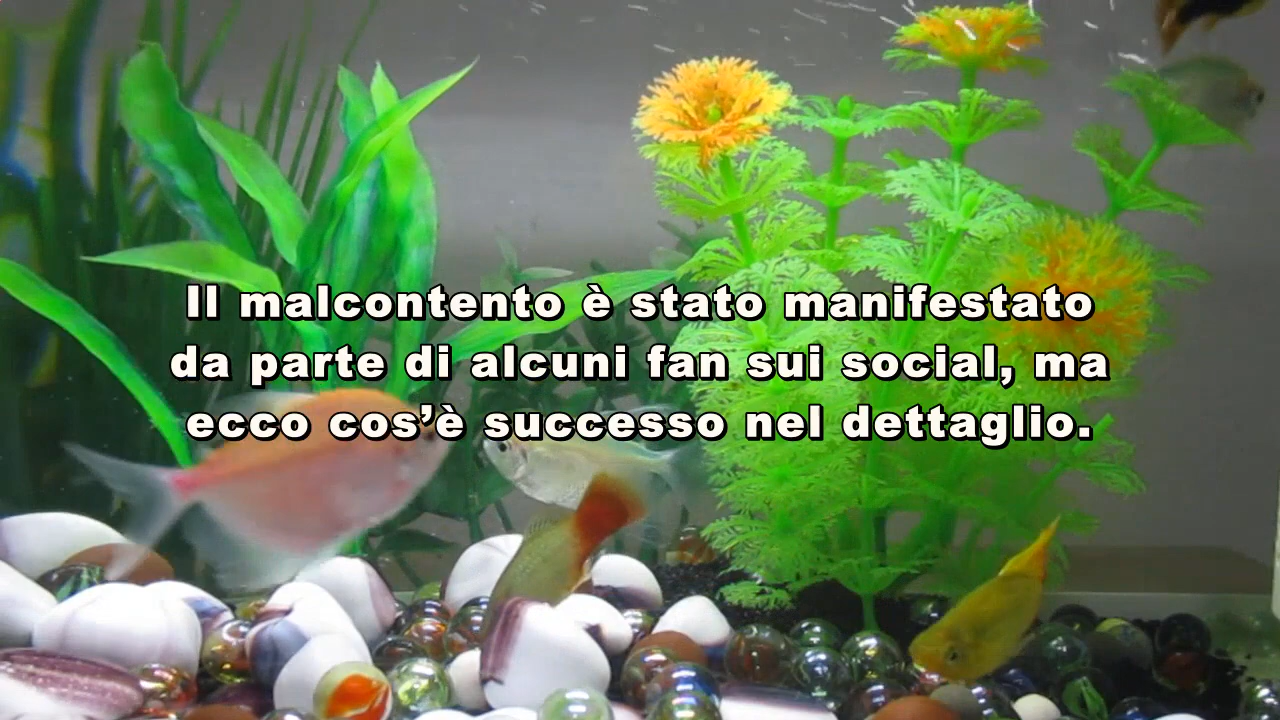 Il malcontento è stato manifestato
da parte di alcuni fan sui social, ma
ecco cos’è successo nel dettaglio.